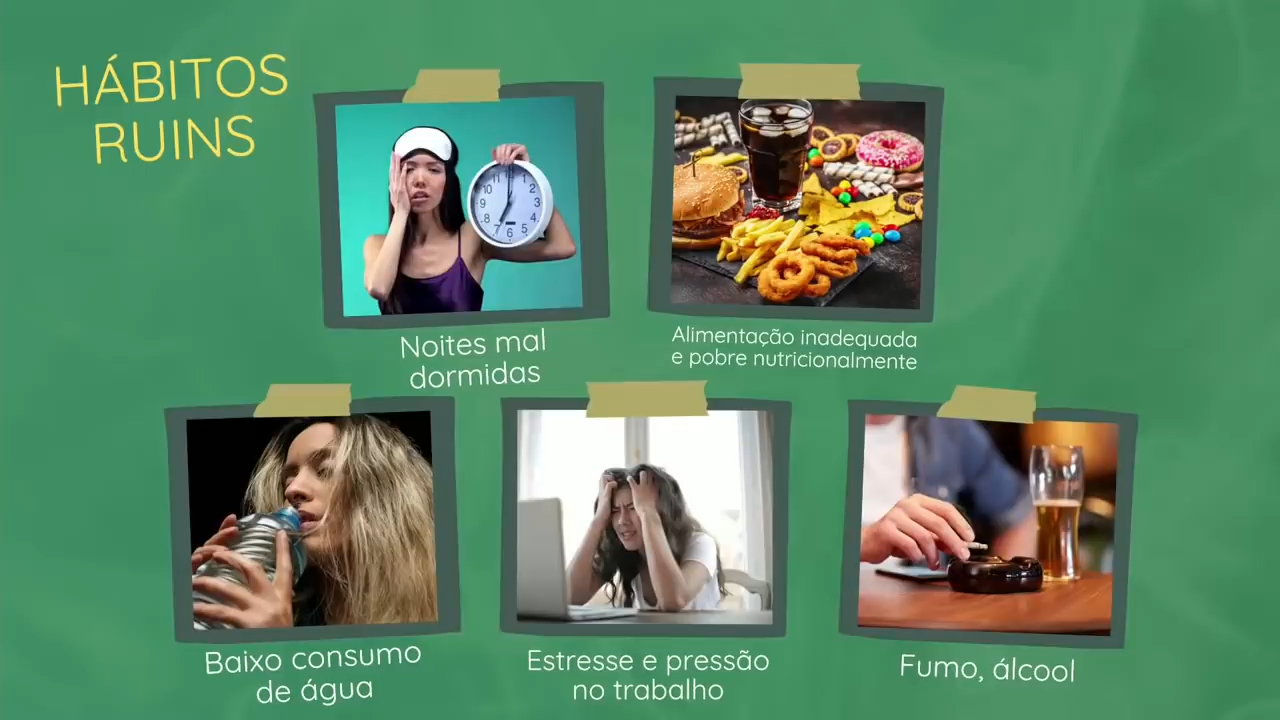 HÁBITOS
RUINS
Noites mal
dormidas
Alimentação inadequada
e pobre nutricionalmente
Baixo consumo
de água
Estresse e pressão
no trabalho
Fumo, álcool